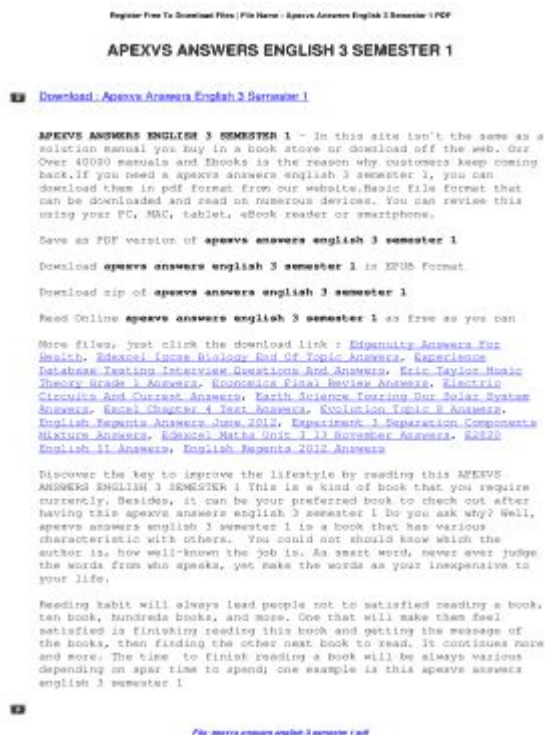 Register Free To Download Files | File Name - Apexvs Answers English 3 Semester 1 PDF
APEXVS ANSWERS ENGLISH 3 SEMESTER 1
Download : Apexvs Answers English 3 Semester 1
APEXVS ANSWERS ENGLISH 3 SEMESTER 1 - In this site isn't the same as a
solution manual you buy in a book store or download off the web. Our
Over 40000 manuals and Ebooks is the reason why customers keep coming
back.If you need a apexvs answers english 3 semester 1, you can
download them in pdf format from our website.Basic file format that
can be downloaded and read on numerous devices. You can revise this
using your PC, MAC, tablet, eBook reader or smartphone.
Save as PDF version of apexvs answers english 3 semester 1
Download apexvs answers english 3 semester 1 in EPUB Format
Download zip of apexvs answers english 3 semester 1
Read Online apexvs answers english 3 semester 1 as free as you can
More files, just click the download link : Edgenuity Answers For
Health, Edexcel Igcse Biology End Of Topic Answers, Experience
Database Testing Interview Questions And Answers, Eric Taylor Music
Theory Grade 1 Answers, Economics Final Review Answers, Electric
Circuits And Current Answers, Earth Science Touring Our Solar System
Answers, Excel Chapter 4 Test Answers, Evolution Topic 8 Answers,
English Regents Answers June 2012, Experiment 3 Separation Components
Mixture Answers, Edexcel Maths Unit 1 13 November Answers, E2020
English 11 Answers, English Regents 2012 Answers
Discover the key to improve the lifestyle by reading this APEXVS
ANSWERS ENGLISH 3 SEMESTER 1 This is a kind of book that you require
currently. Besides, it can be your preferred book to check out after
having this apexvs answers english 3 semester 1 Do you ask why? Well,
apexvs answers english 3 semester 1 is a book that has various
characteristic with others. You could not should know which the
author is, how well-known the job is. As smart word, never ever judge
the words from who speaks, yet make the words as your inexpensive to
your life.
Reading habit will always lead people not to satisfied reading a book,
ten book, hundreds books, and more. One that will make them feel
satisfied is finishing reading this book and getting the message of
the books, then finding the other next book to read. It continues more
and more. The time to finish reading a book will be always various
depending on spar time to spend; one example is this apexvs answers
english 3 semester 1
File: apexvs answers english 3 semester 1 pdf